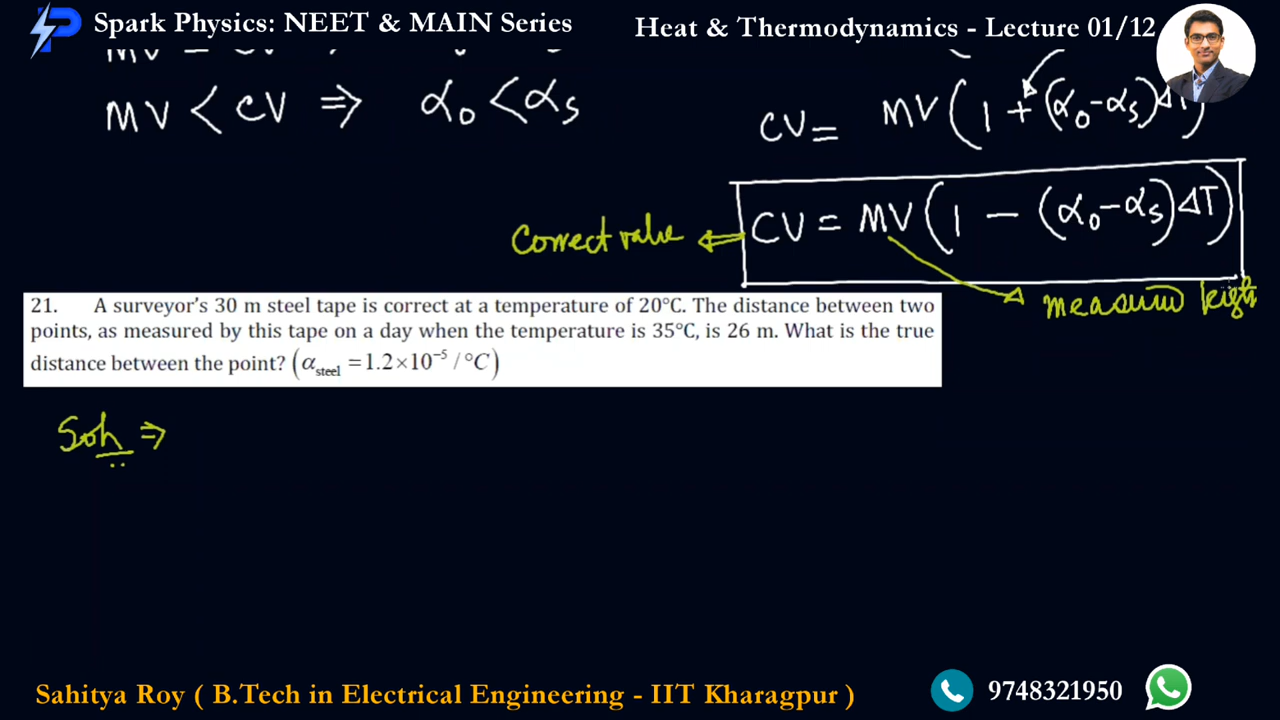 Spark Physics: NEET & MAIN Series
Heat & Thermodynamics - Lecture 01/12
MV < CV ⇒ α₀ < αₛ
CV = MV(1 + (α₀-αₛ)ΔT)
CV = MV(1 - (α₀-αₛ)ΔT)
Correct value
measured
21. A surveyor's 30 m steel tape is correct at a temperature of 20°C. The distance between two
points, as measured by this tape on a day when the temperature is 35°C, is 26 m. What is the true
distance between the point? (α steel = 1.2×10⁻⁵ / °C)
Soln ⇒
Sahitya Roy ( B.Tech in Electrical Engineering - IIT Kharagpur )
9748321950